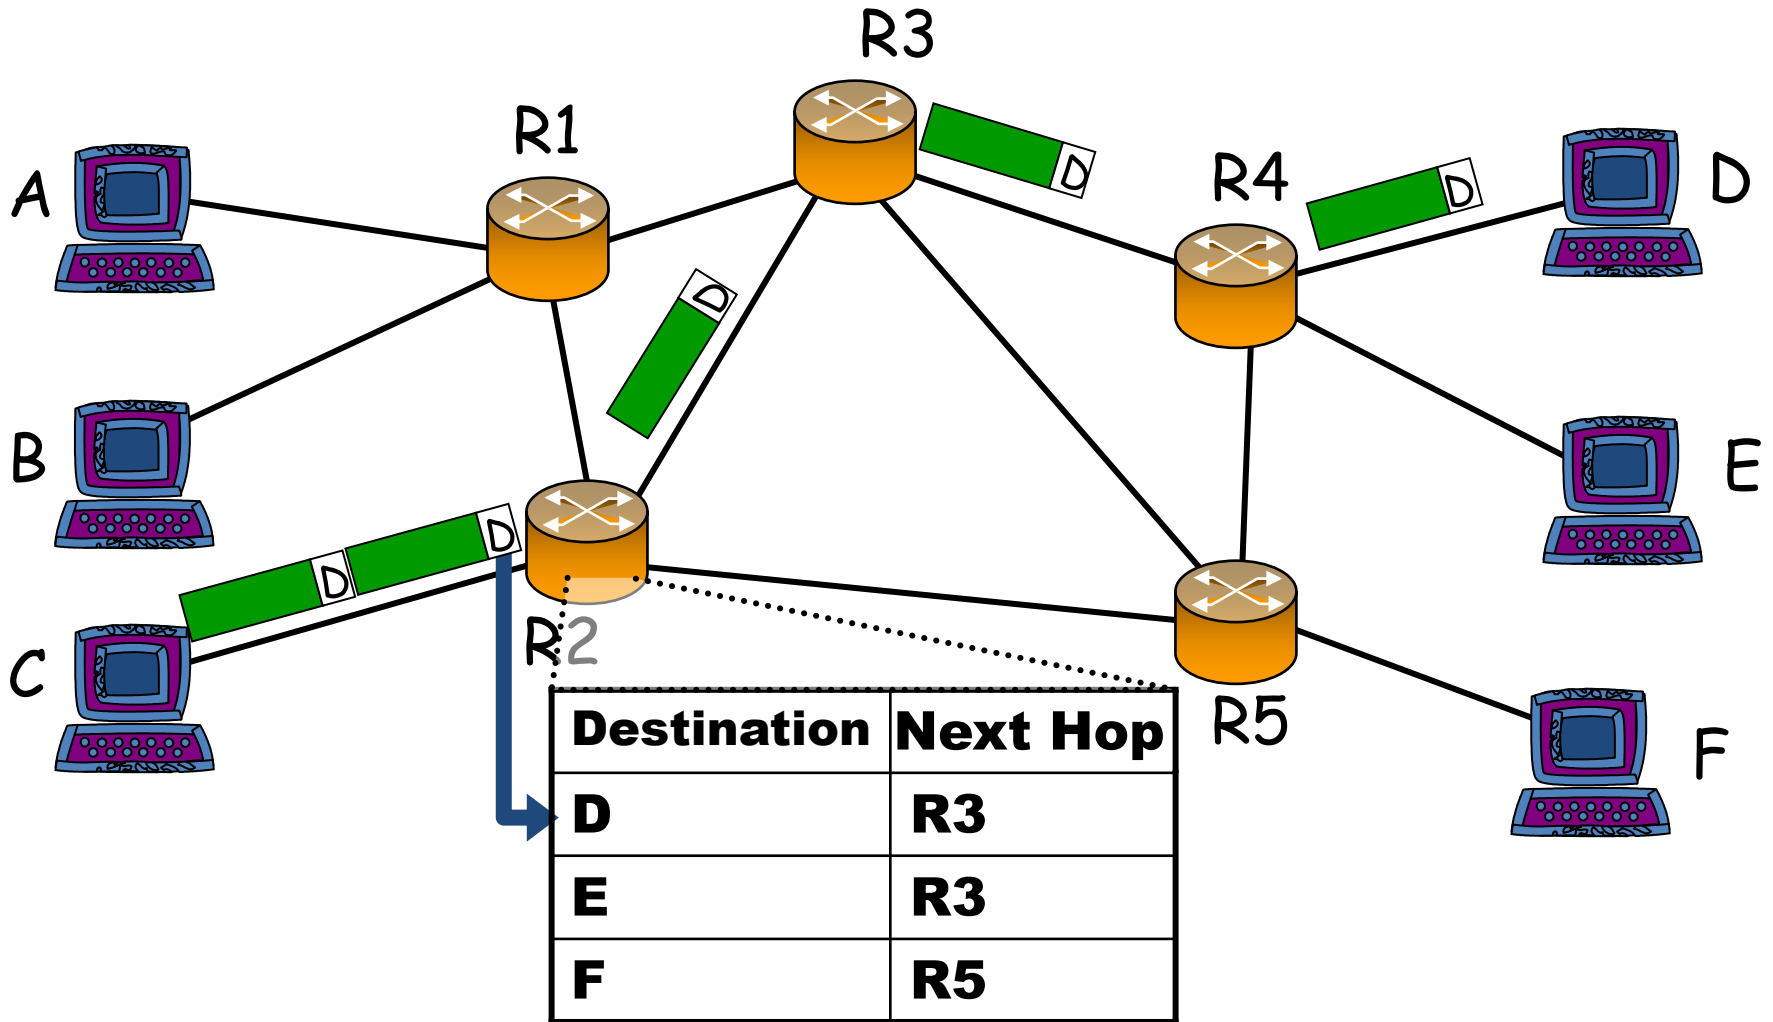 R3
R1
R4
A
D
D
D
D
B
E
D
D
R2
C
R5
F
Destination Next Hop
D R3
E R3
F R5